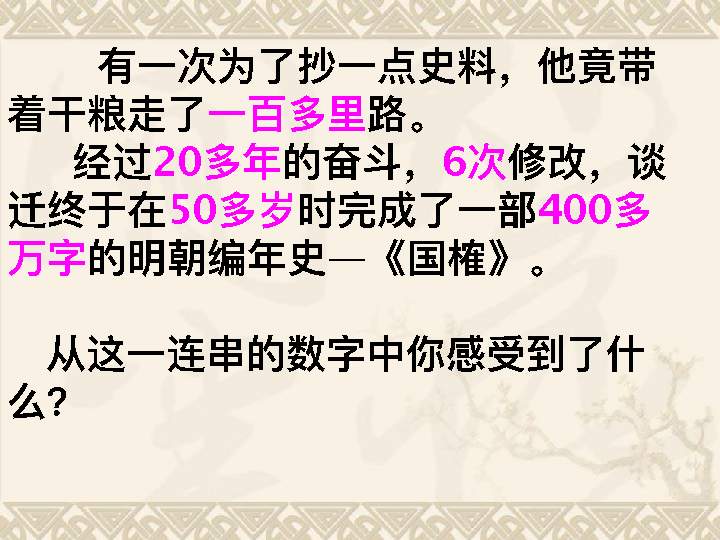 有一次为了抄一点史料，他竟带
着干粮走了一百多里路。
经过20多年的奋斗，6次修改，谈
迁终于在50多岁时完成了一部400多
万字的明朝编年史—《国榷》。
从这一连串的数字中你感受到了什
么？